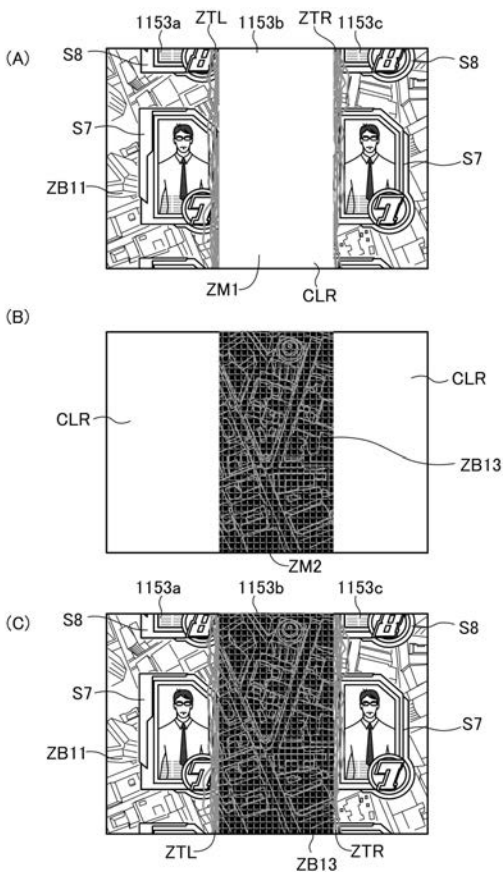 ZTL 1153b ZTR
1153a 1153c
(A)
S8 S8
S7 S7
ZB11
ZM1 CLR
(B)
CLR CLR
ZB13
ZM2
1153a 1153b 1153c
(C)
S8 S8
S7 S7
ZB11
ZTL ZB13 ZTR